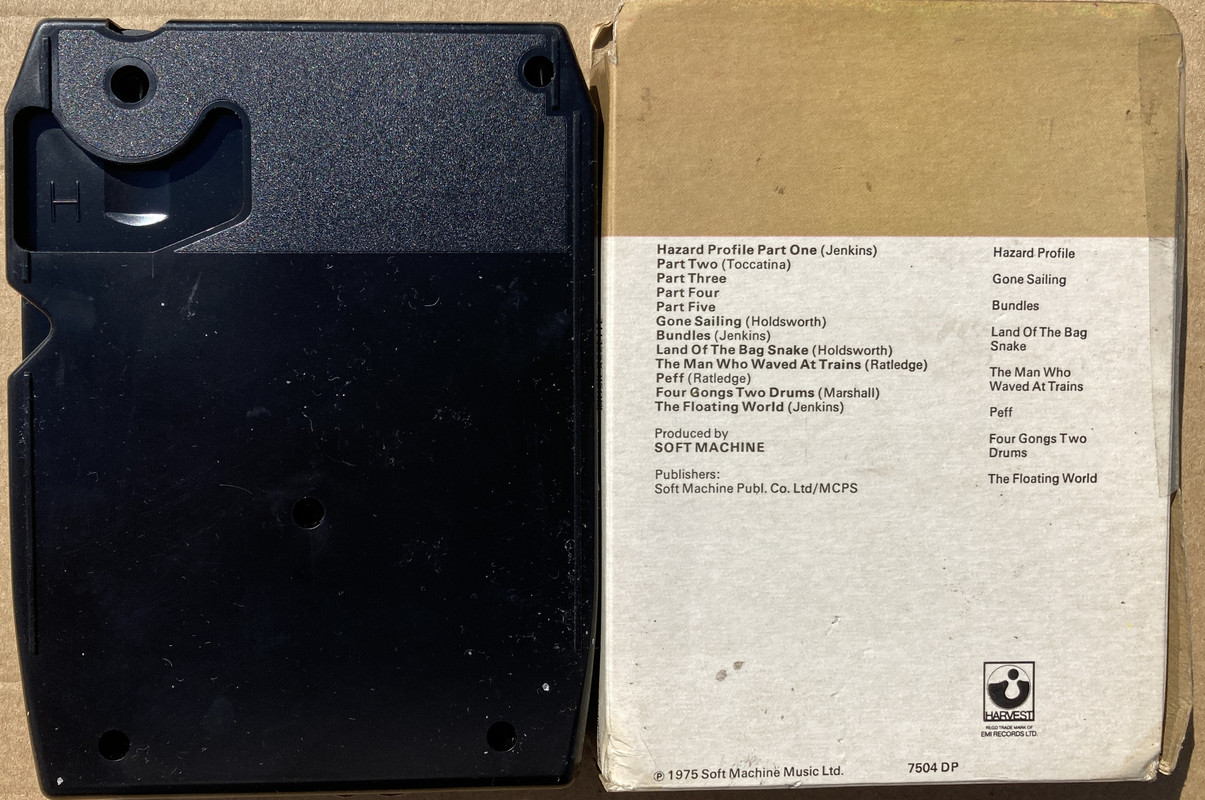 H
Hazard Profile Part One (Jenkins)
Part Two (Toccatina)
Part Three
Part Four
Part Five
Gone Sailing (Holdsworth)
Bundles (Jenkins)
Land Of The Bag Snake (Holdsworth)
The Man Who Waved At Trains (Ratledge)
Peff (Ratledge)
Four Gongs Two Drums (Marshall)
The Floating World (Jenkins)
Produced by
SOFT MACHINE
Publishers:
Soft Machine Publ. Co. Ltd/MCPS
Hazard Profile
Gone Sailing
Bundles
Land Of The Bag
Snake
The Man Who
Waved At Trains
Peff
Four Gongs Two
Drums
The Floating World
HARVEST
REGD TRADE MARK OF
EMI RECORDS LTD.
℗ 1975 Soft Machine Music Ltd.
7504 DP